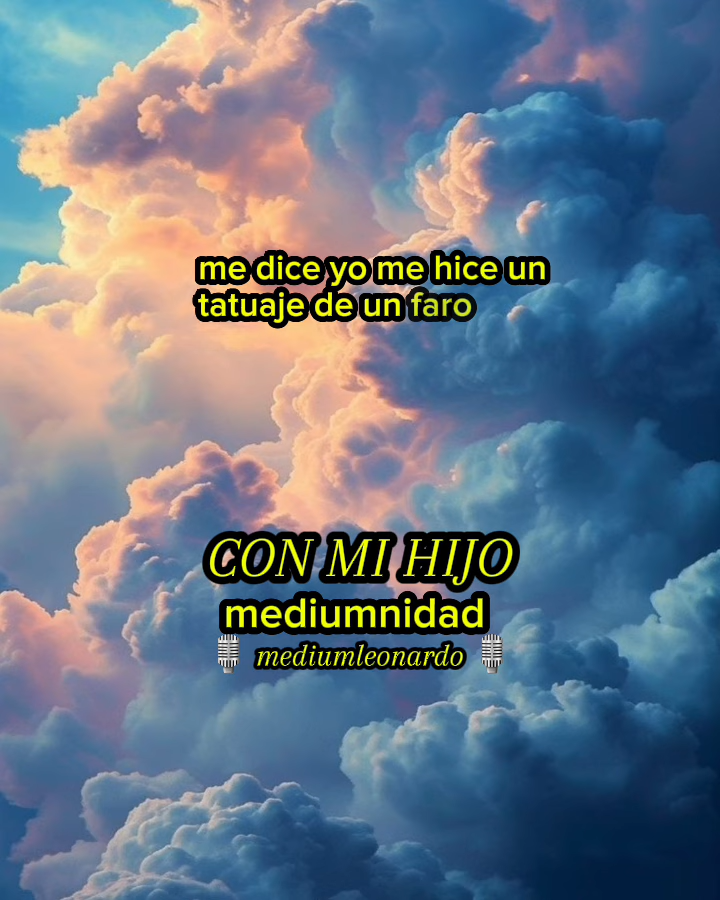 me dice yo me hice un
tatuaje de un faro
CON MI HIJO
mediumnidad
mediumleonardo